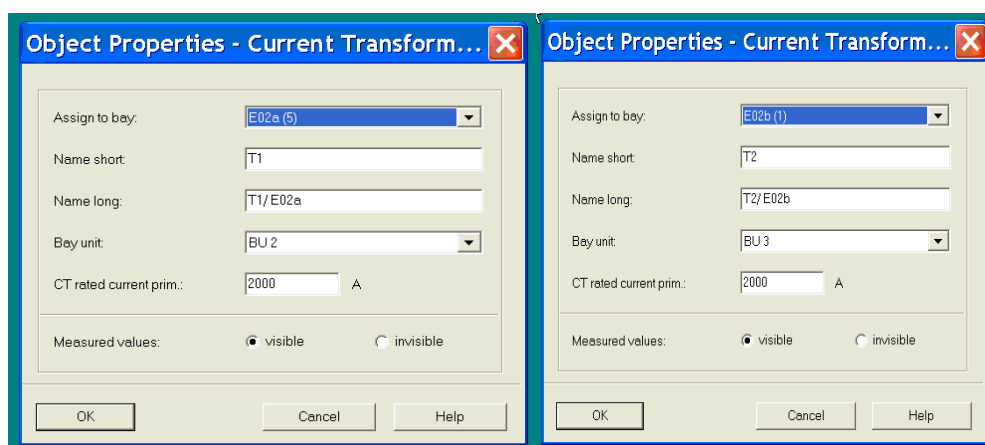 Object Properties - Current Transform...
Assign to bay: E02a (5)
Name short: T1
Name long: T1/E02a
Bay unit: BU 2
CT rated current prim.: 2000 A
Measured values: visible invisible
OK Cancel Help
Object Properties - Current Transform...
Assign to bay: E02b (1)
Name short: T2
Name long: T2/E02b
Bay unit: BU 3
CT rated current prim.: 2000 A
Measured values: visible invisible
OK Cancel Help